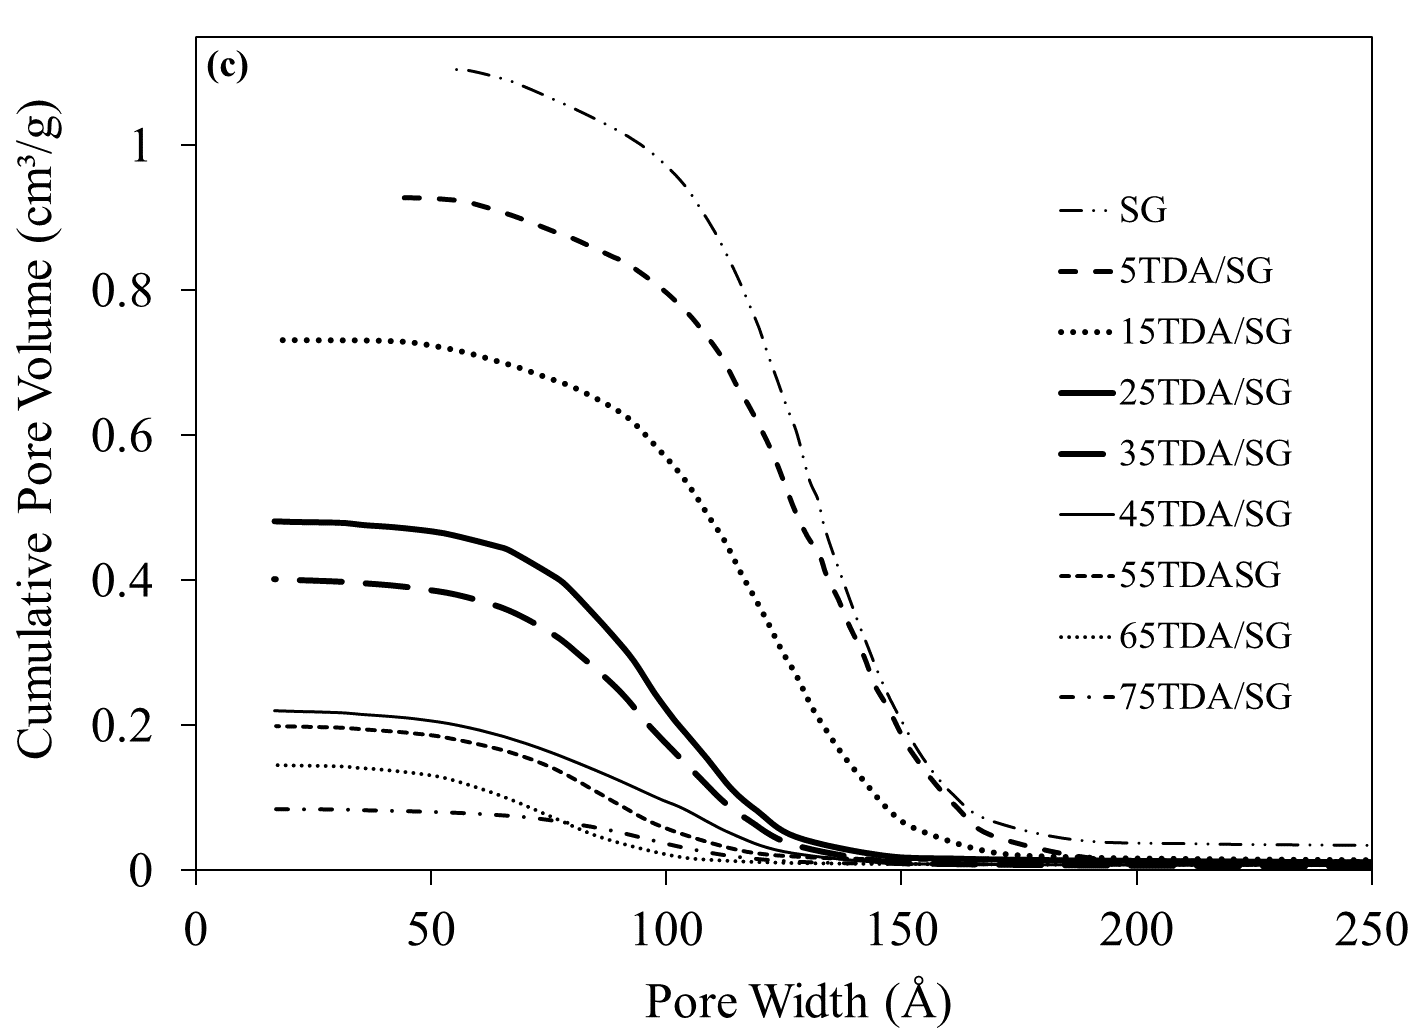 (c)
Cumulative Pore Volume (cm³/g)
1
0.8
0.6
0.4
0.2
0
0 50 100 150 200 250
Pore Width (Å)
SG
5TDA/SG
15TDA/SG
25TDA/SG
35TDA/SG
45TDA/SG
55TDASG
65TDA/SG
75TDA/SG